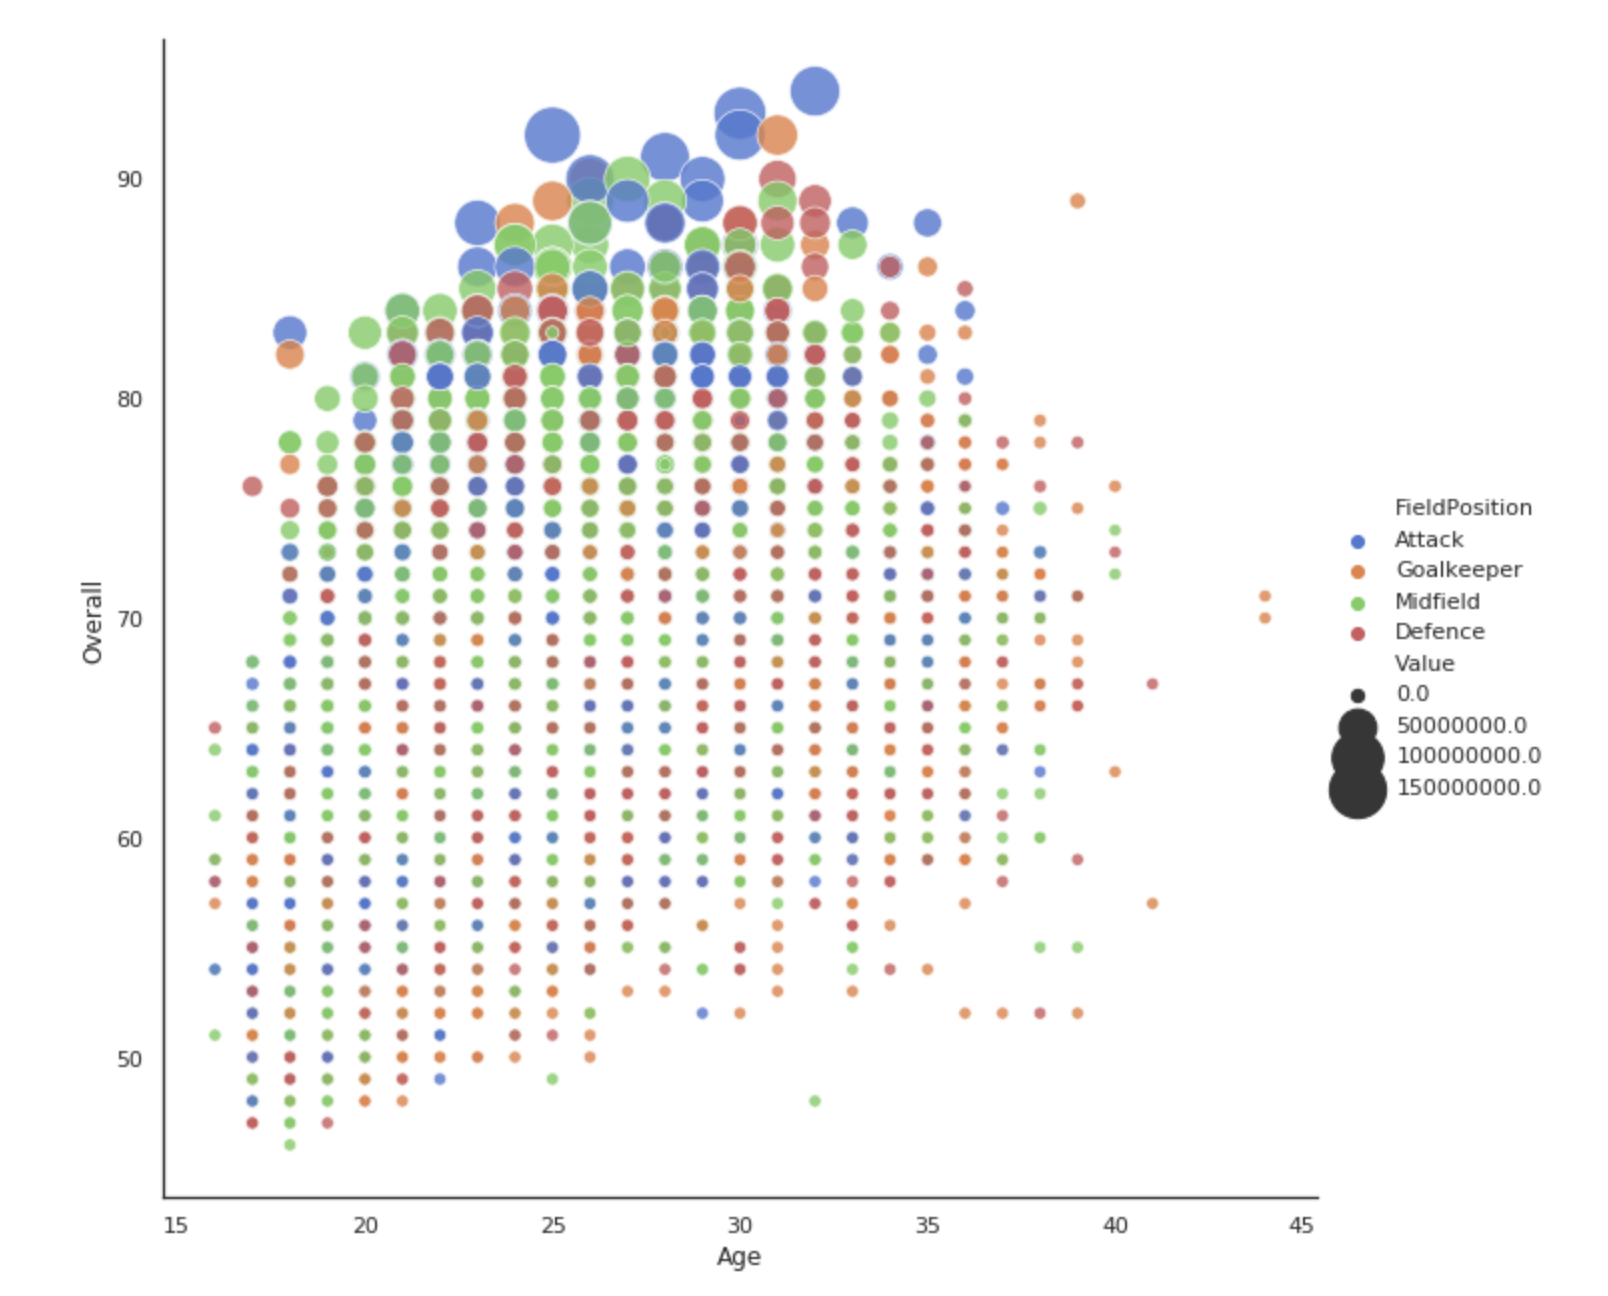 90
80
70
60
50
Overall
15 20 25 30 35 40 45
Age
FieldPosition
Attack
Goalkeeper
Midfield
Defence
Value
0.0
50000000.0
100000000.0
150000000.0